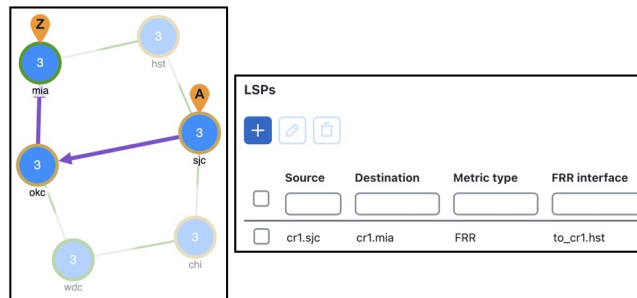 Z
3
mia
3
hst
A
3
sjc
3
okc
3
chi
3
wdc
LSPs
+
Source Destination Metric type FRR interface
cr1.sjc cr1.mia FRR to_cr1.hst